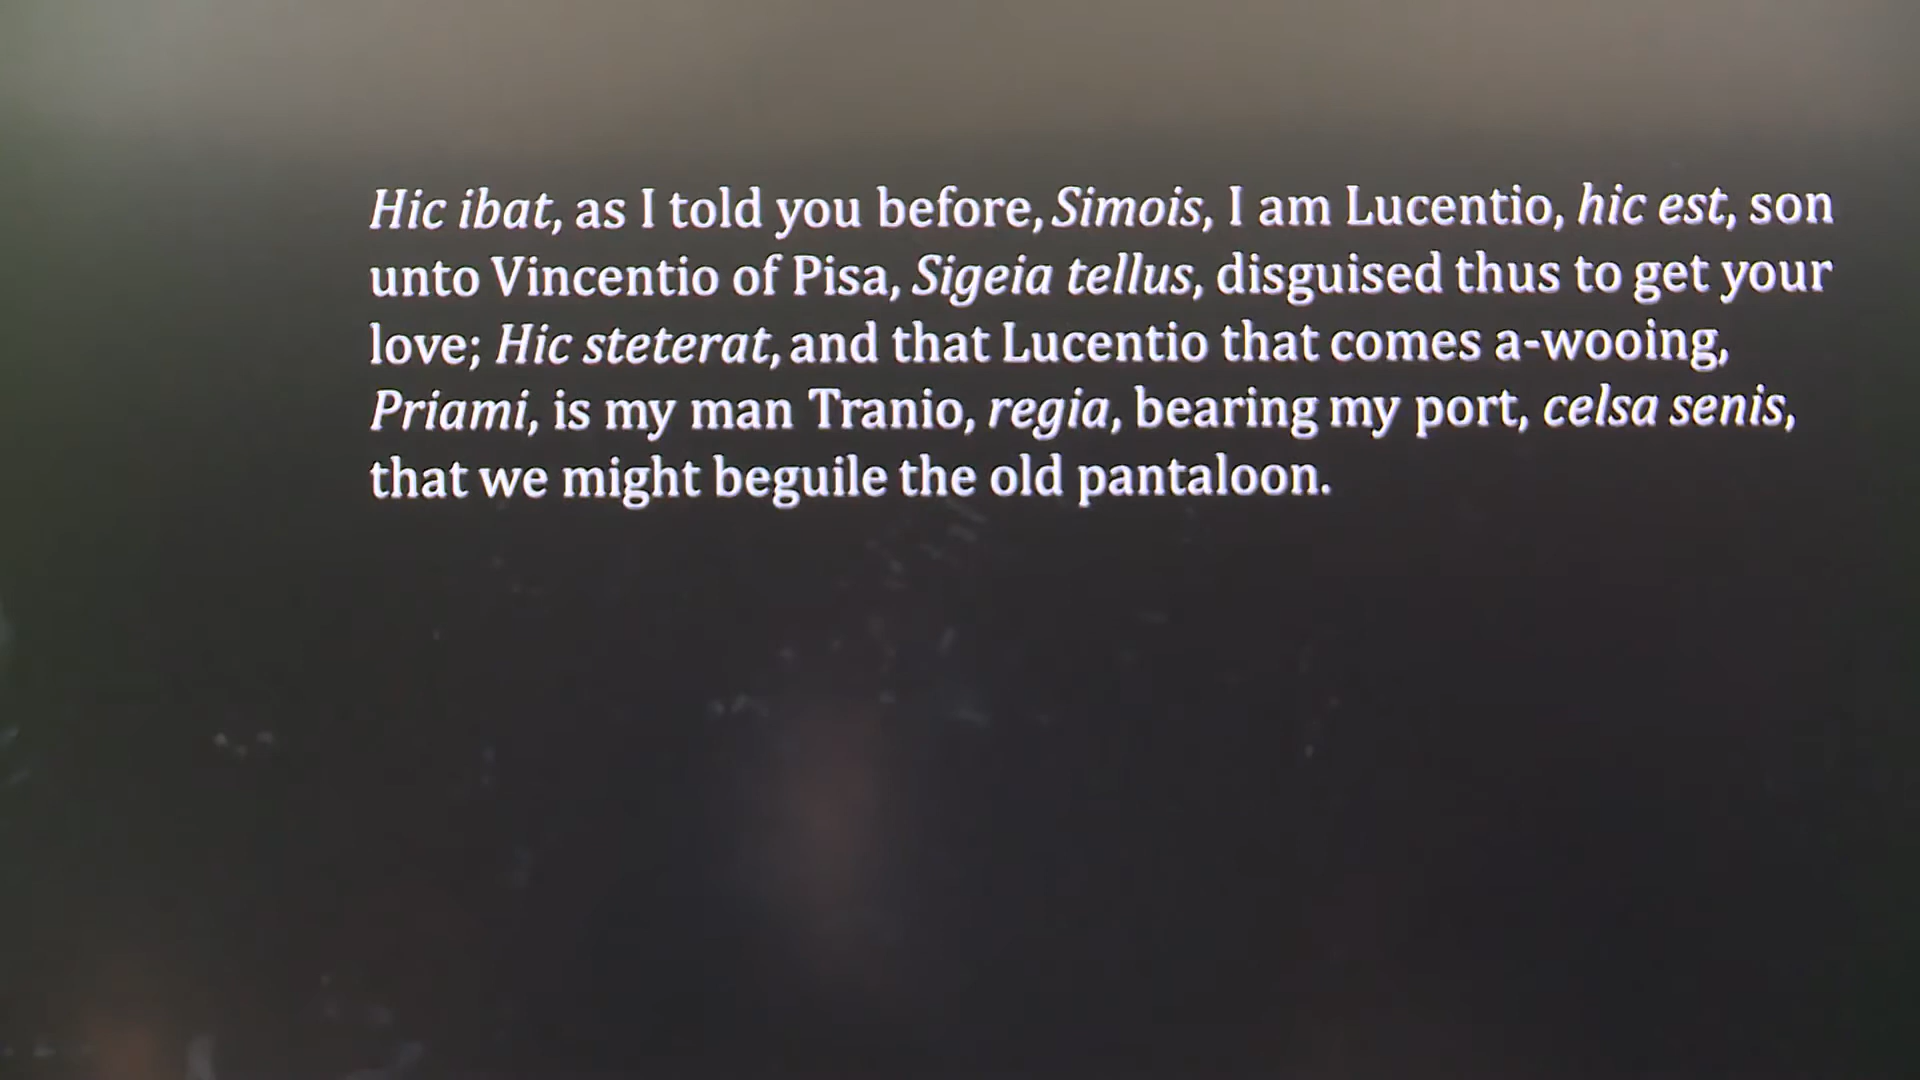 Hic ibat, as I told you before, Simois, I am Lucentio, hic est, son
unto Vincentio of Pisa, Sigeia tellus, disguised thus to get your
love; Hic steterat, and that Lucentio that comes a-wooing,
Priami, is my man Tranio, regia, bearing my port, celsa senis,
that we might beguile the old pantaloon.